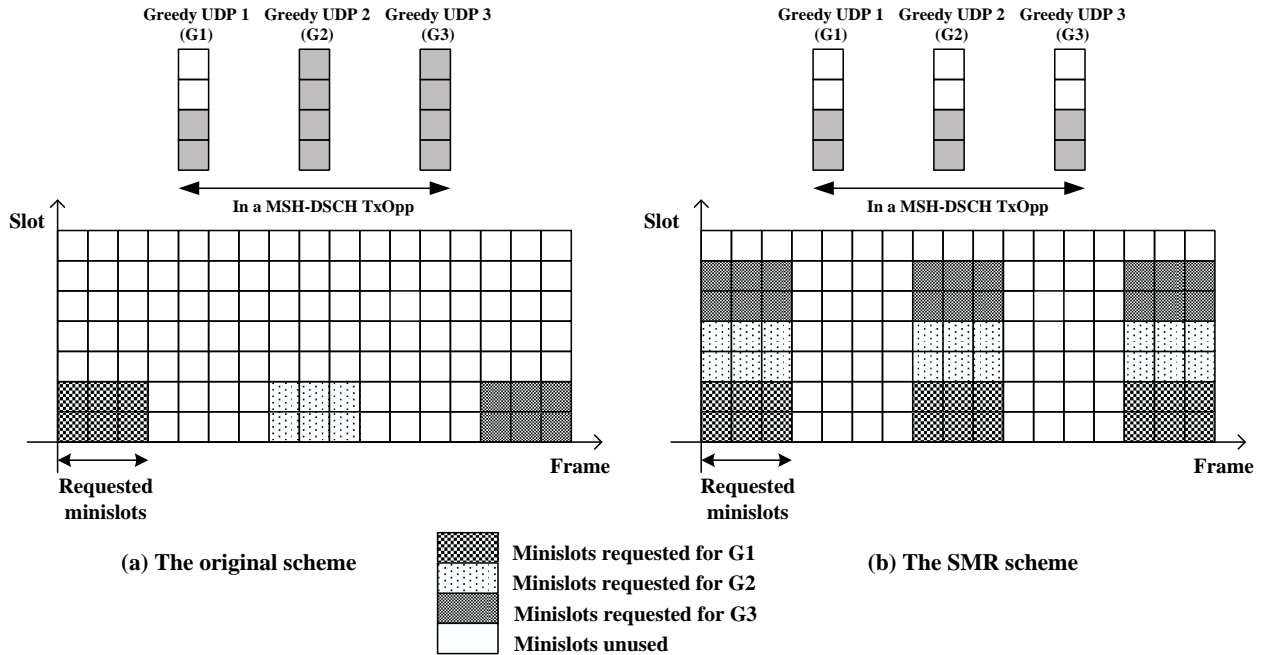 Greedy UDP 1
(G1)
Greedy UDP 2
(G2)
Greedy UDP 3
(G3)
In a MSH-DSCH TxOpp
Slot
Frame
Requested
minislots
(a) The original scheme
Greedy UDP 1
(G1)
Greedy UDP 2
(G2)
Greedy UDP 3
(G3)
In a MSH-DSCH TxOpp
Slot
Frame
Requested
minislots
(b) The SMR scheme
Minislots requested for G1
Minislots requested for G2
Minislots requested for G3
Minislots unused